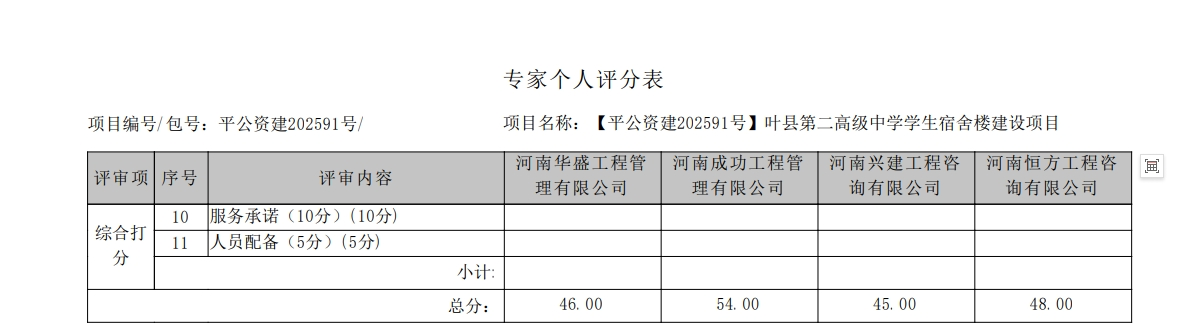 专家个人评分表
项目编号/包号：平公资建202591号/
项目名称：【平公资建202591号】叶县第二高级中学学生宿舍楼建设项目
评审项 序号 评审内容 河南华盛工程管理有限公司 河南成功工程管理有限公司 河南兴建工程咨询有限公司 河南恒方工程咨询有限公司
综合打分
10 服务承诺（10分）(10分)
11 人员配备（5分）(5分)
小计:
总分： 46.00 54.00 45.00 48.00